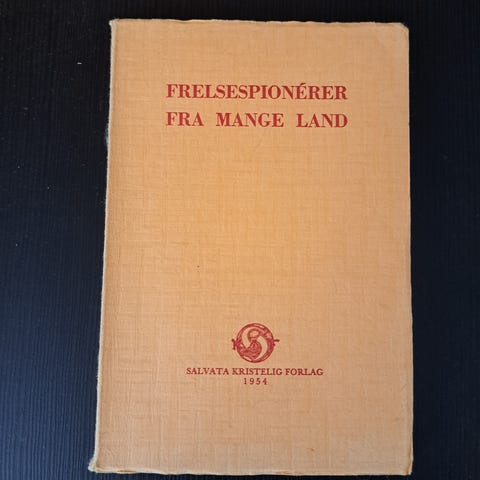 FRELSESPIONÉRER
FRA MANGE LAND
SALVATA KRISTELIG FORLAG
1954